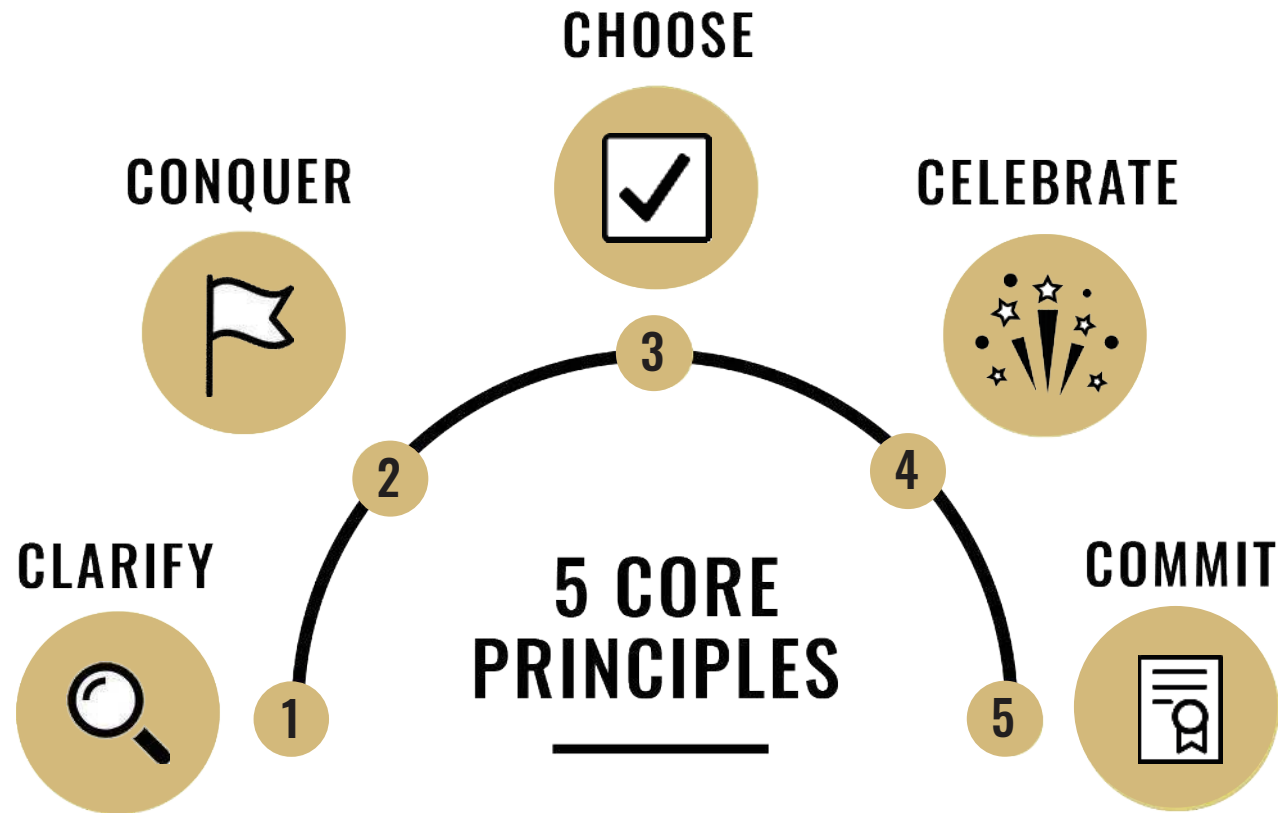 CHOOSE
CONQUER
CELEBRATE
3
2
4
CLARIFY
5 CORE
PRINCIPLES
COMMIT
1
5